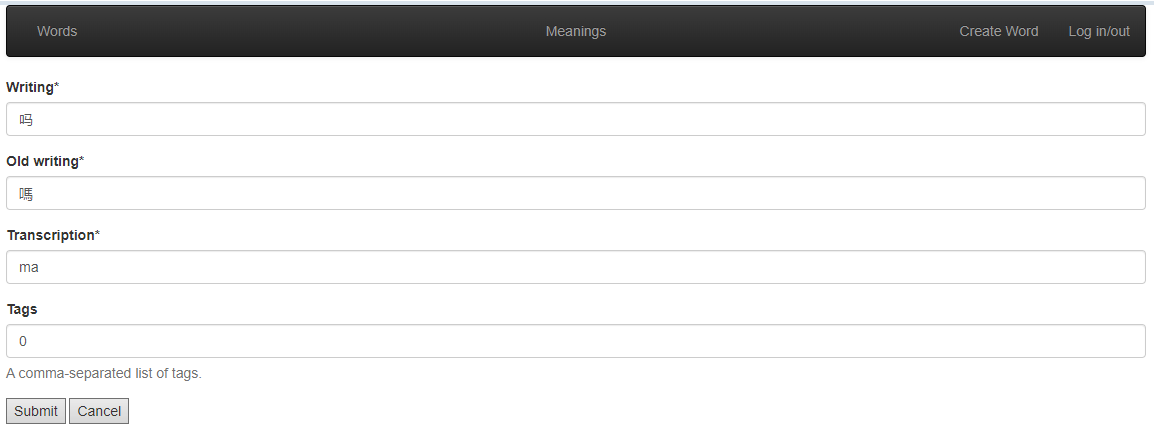 Words Meanings Create Word Log in/out
Writing*
吗
Old writing*
嗎
Transcription*
ma
Tags
0
A comma-separated list of tags.
Submit Cancel